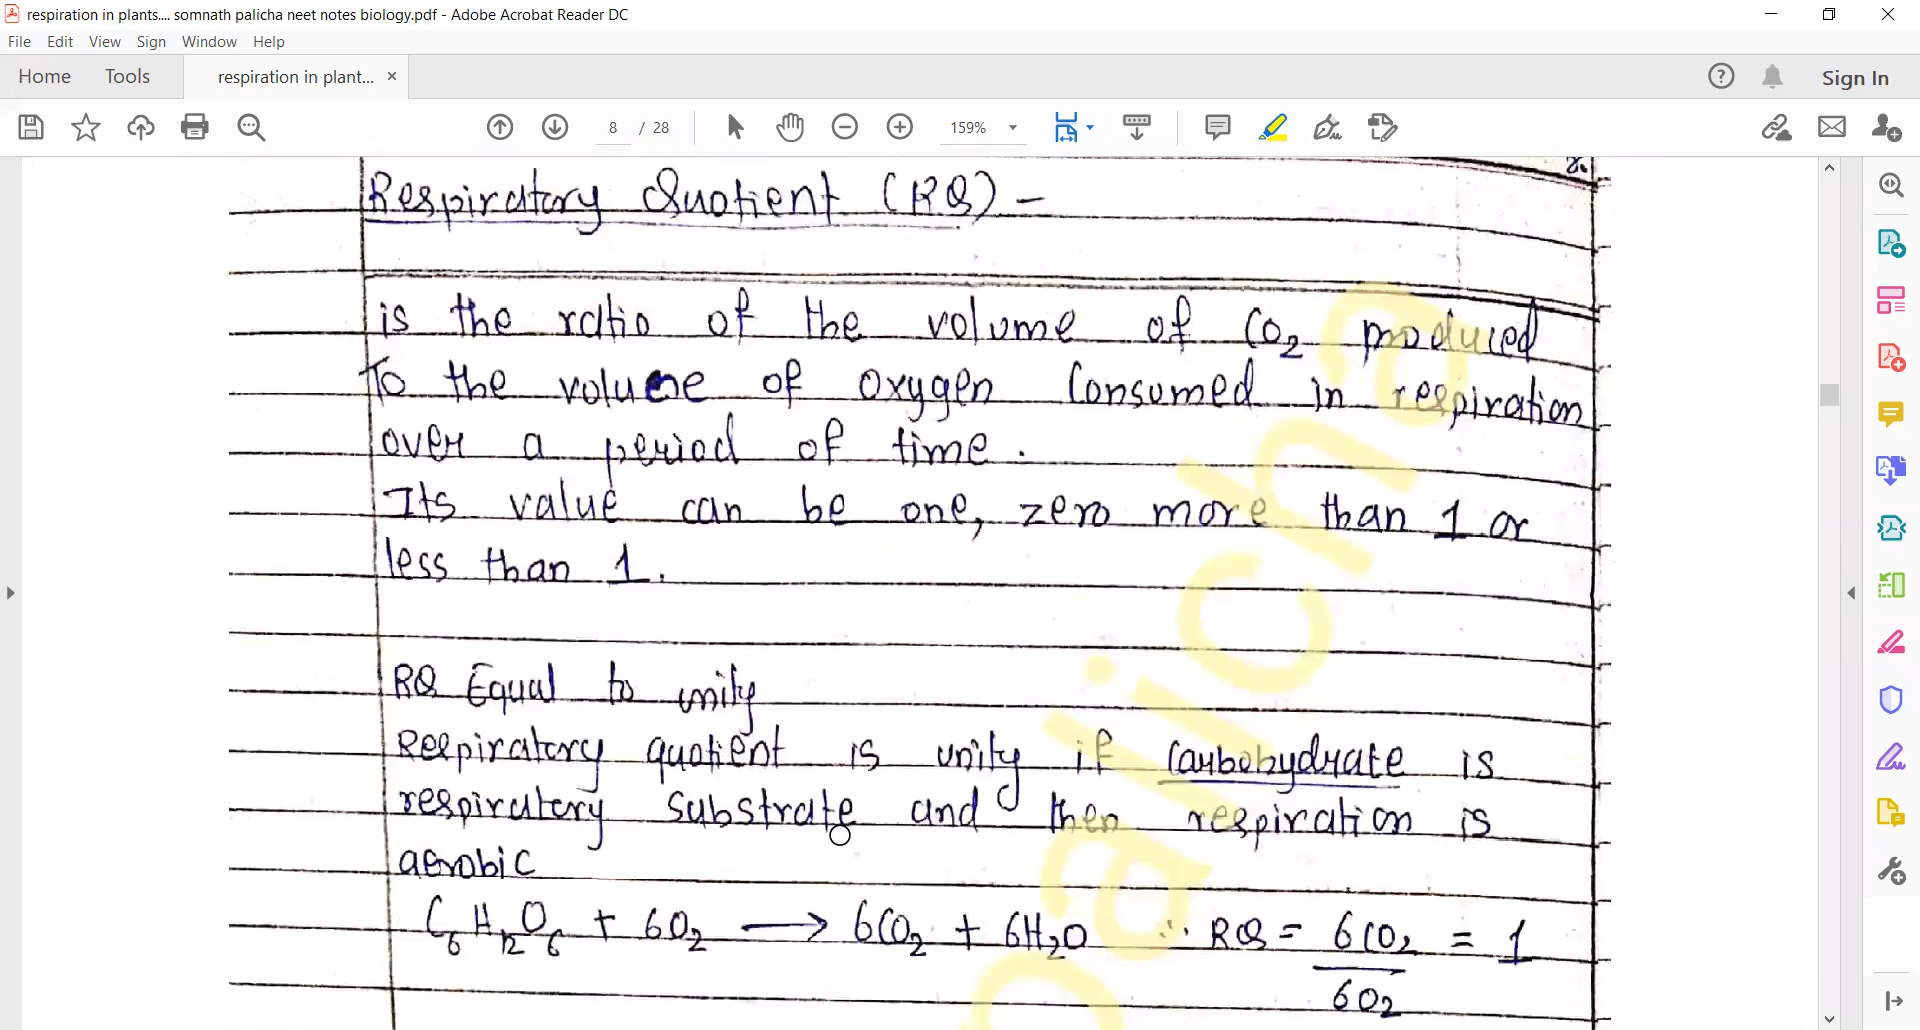 respiration in plants.... somnath palicha neet notes biology.pdf - Adobe Acrobat Reader DC
File Edit View Sign Window Help
Home Tools respiration in plant... × Sign In
8 / 28 159%
8.
Respiratory Quotient (RQ) -
is the ratio of the volume of CO2 produced
To the volume of oxygen Consumed in respiration
over a period of time.
Its value can be one, zero more than 1 or
less than 1.
RQ Equal to unity
Respiratory quotient is unity if Carbohydrate is
respiratory substrate and then respiration is
aerobic
C6H12O6 + 6O2 → 6CO2 + 6H2O ∴ RQ = 6CO2 = 1
6O2
palicha